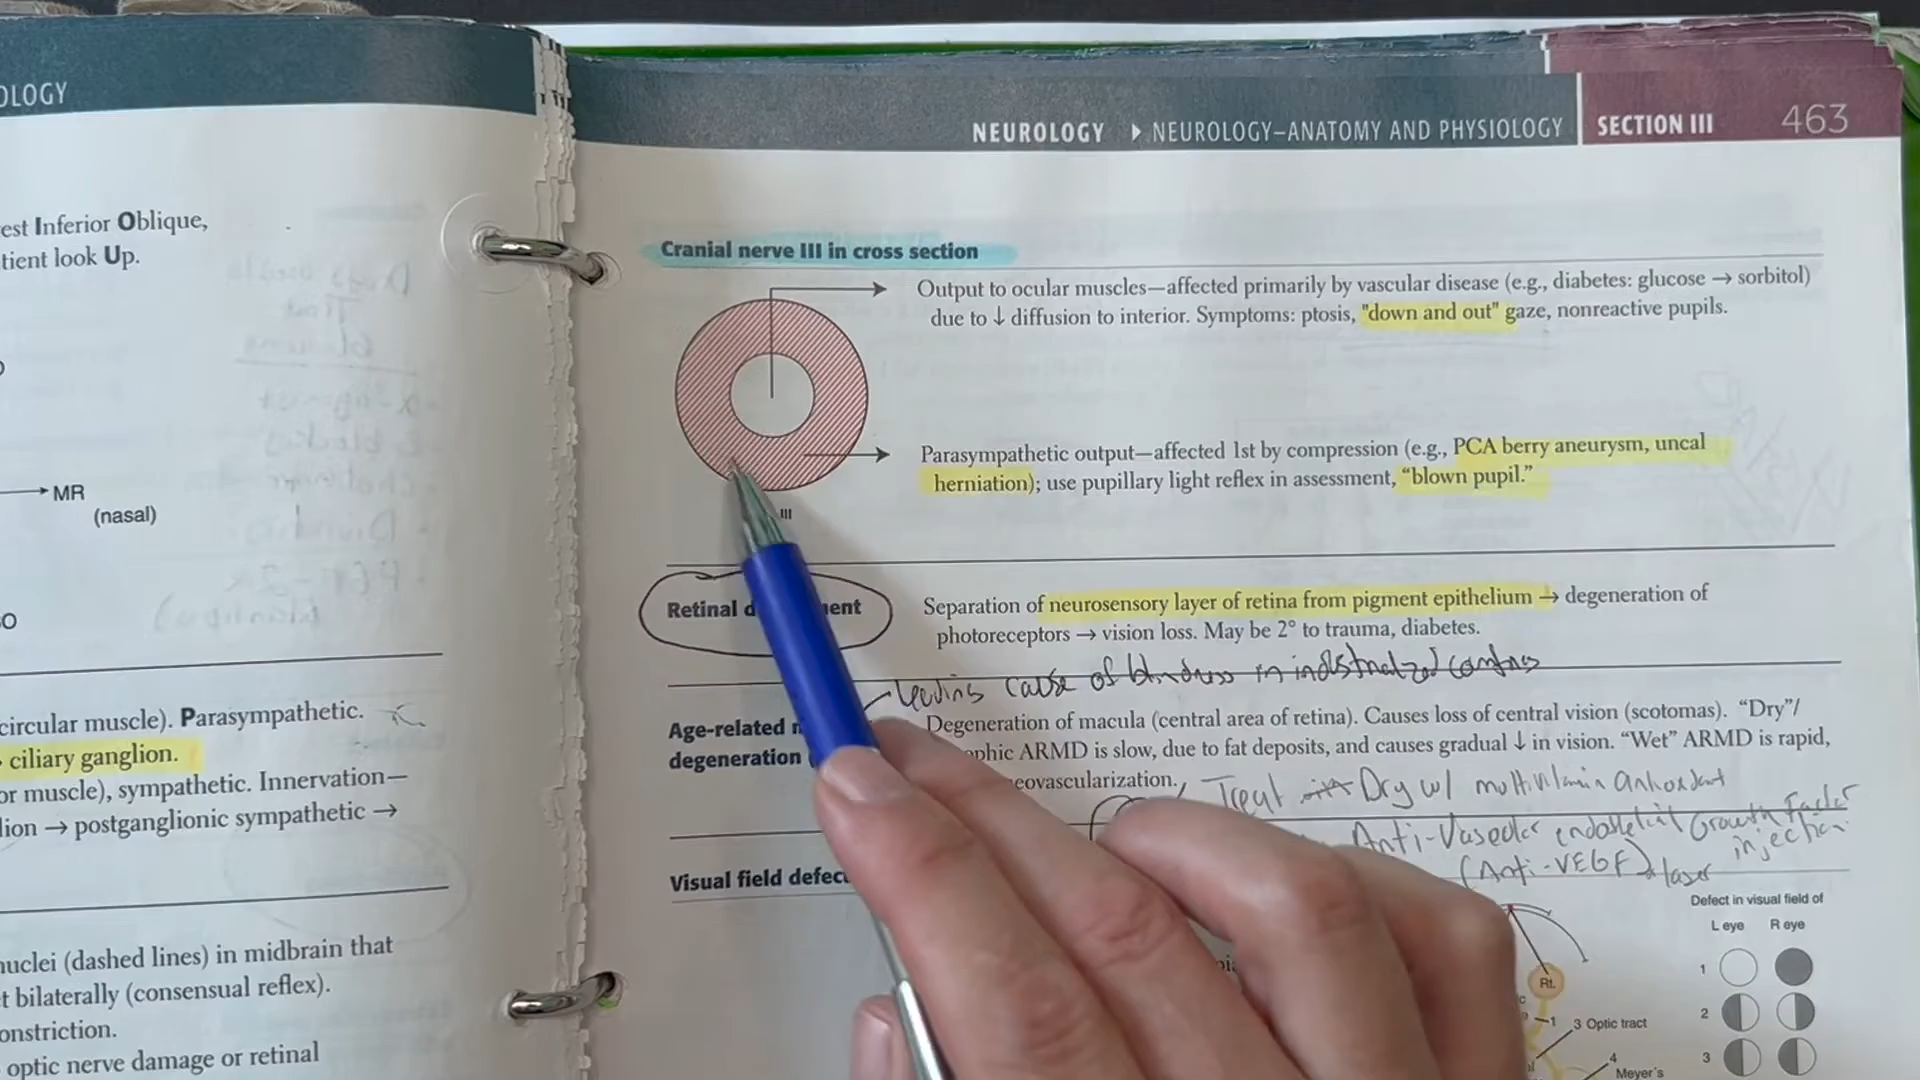 OLOGY
est Inferior Oblique,
tient look Up.
MR
(nasal)
circular muscle). Parasympathetic.
ciliary ganglion.
or muscle), sympathetic. Innervation—
lion → postganglionic sympathetic →
nuclei (dashed lines) in midbrain that
t bilaterally (consensual reflex).
onstriction.
optic nerve damage or retinal
NEUROLOGY ▶ NEUROLOGY—ANATOMY AND PHYSIOLOGY SECTION III 463
Cranial nerve III in cross section
Output to ocular muscles—affected primarily by vascular disease (e.g., diabetes: glucose → sorbitol)
due to ↓ diffusion to interior. Symptoms: ptosis, "down and out" gaze, nonreactive pupils.
Parasympathetic output—affected 1st by compression (e.g., PCA berry aneurysm, uncal
herniation); use pupillary light reflex in assessment, “blown pupil.”
III
Retinal d ment
Separation of neurosensory layer of retina from pigment epithelium → degeneration of
photoreceptors → vision loss. May be 2° to trauma, diabetes.
Leading cause of blindness in industrialized countries
Age-related
degeneration
Degeneration of macula (central area of retina). Causes loss of central vision (scotomas). “Dry”/
phic ARMD is slow, due to fat deposits, and causes gradual ↓ in vision. “Wet” ARMD is rapid,
eovascularization.
Treat Dry w/ multivitamin antioxidant
Anti-Vascular endothelial Growth Factor
(Anti-VEGF) laser injection
Visual field defec
Defect in visual field of
L eye R eye
1
2
3
Rt.
1
3 Optic tract
4
Meyer's